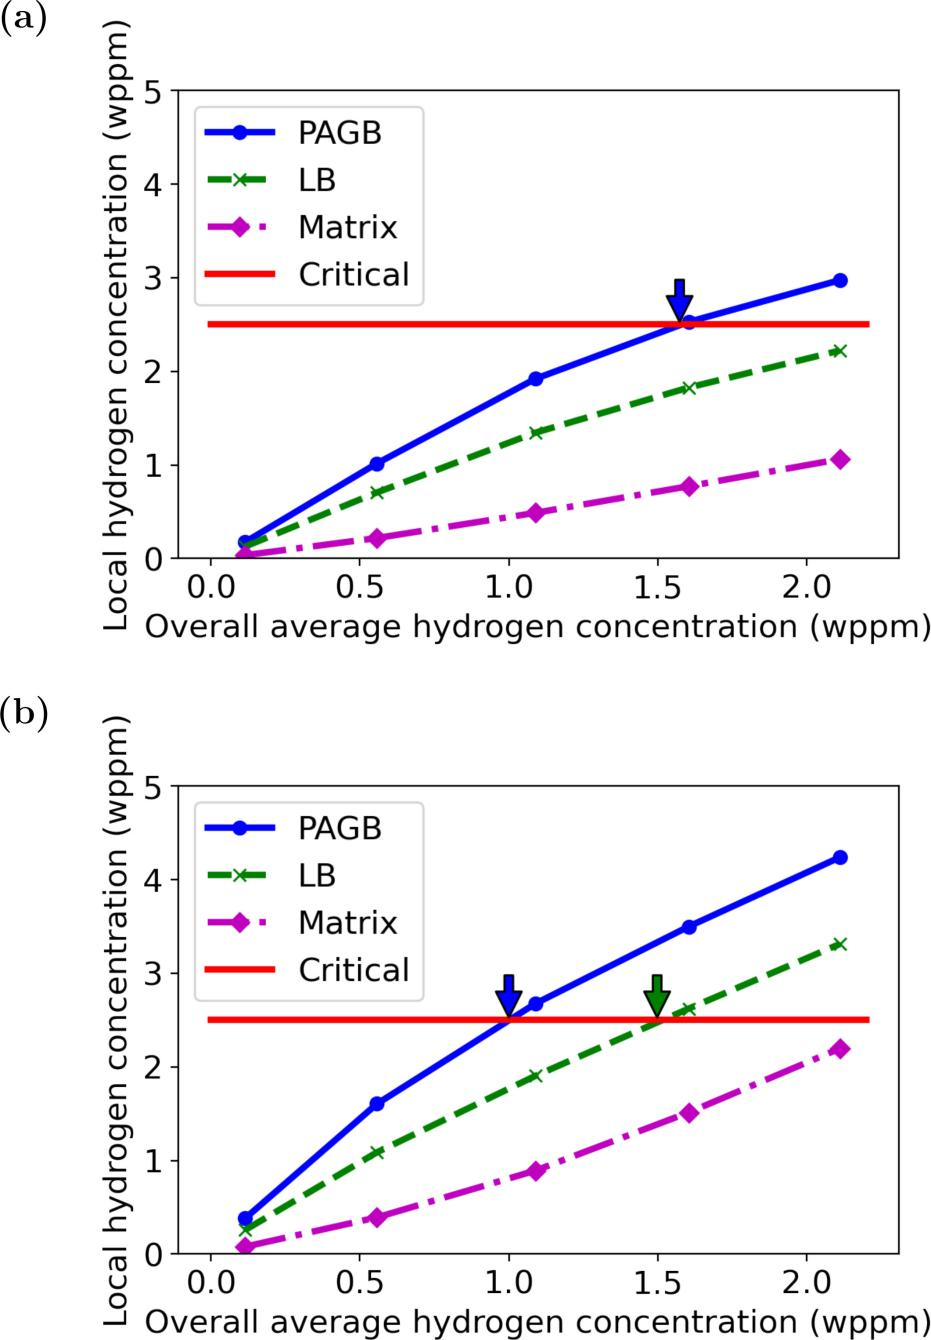 (a)
Local hydrogen concentration (wppm)
5
4
3
2
1
0
PAGB
LB
Matrix
Critical
0.0 0.5 1.0 1.5 2.0
Overall average hydrogen concentration (wppm)
(b)
Local hydrogen concentration (wppm)
5
4
3
2
1
0
PAGB
LB
Matrix
Critical
0.0 0.5 1.0 1.5 2.0
Overall average hydrogen concentration (wppm)